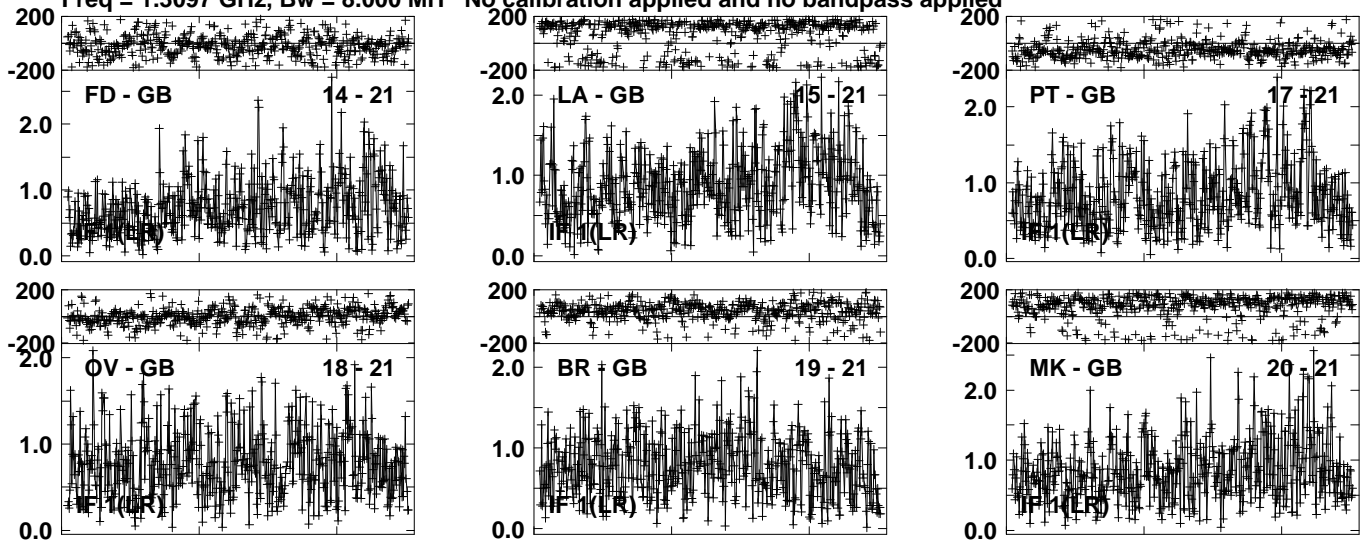 Freq = 1.5097 GHz, Bw = 8.000 MH No calibration applied and no bandpass applied
200
-200
FD - GB 14 - 21
2.0
1.0
IF 1(LR)
0.0
LA - GB 15 - 21
2.0
1.0
IF 1(LR)
0.0
200
-200
PT - GB 17 - 21
2.0
1.0
IF 1(LR)
0.0
200
-200
200
-200
OV - GB 18 - 21
2.0
1.0
IF 1(LR)
0.0
200
-200
BR - GB 19 - 21
2.0
1.0
IF 1(LR)
0.0
200
-200
MK - GB 20 - 21
2.0
1.0
IF 1(LR)
0.0